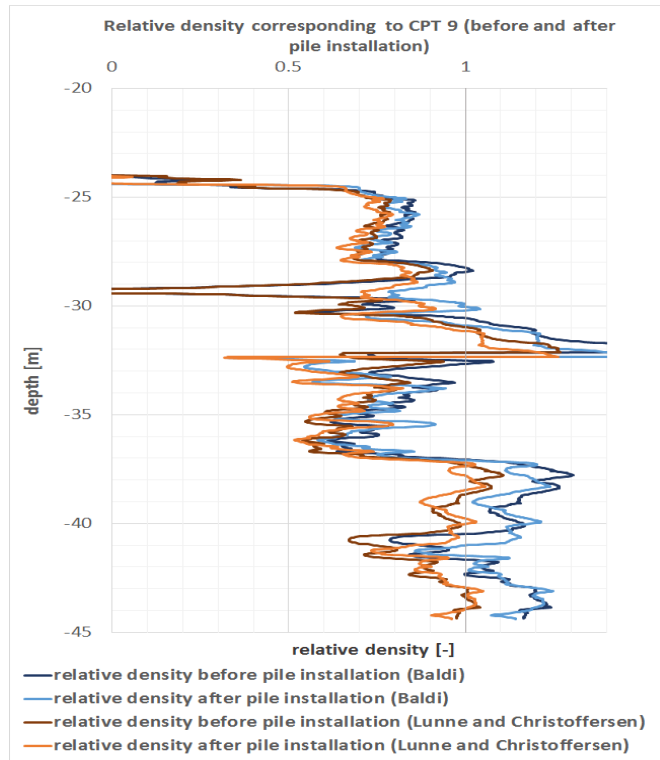 Relative density corresponding to CPT 9 (before and after
pile installation)
0 0.5 1
-20
-25
-30
-35
-40
-45
depth [m]
relative density [-]
relative density before pile installation (Baldi)
relative density after pile installation (Baldi)
relative density before pile installation (Lunne and Christoffersen)
relative density after pile installation (Lunne and Christoffersen)